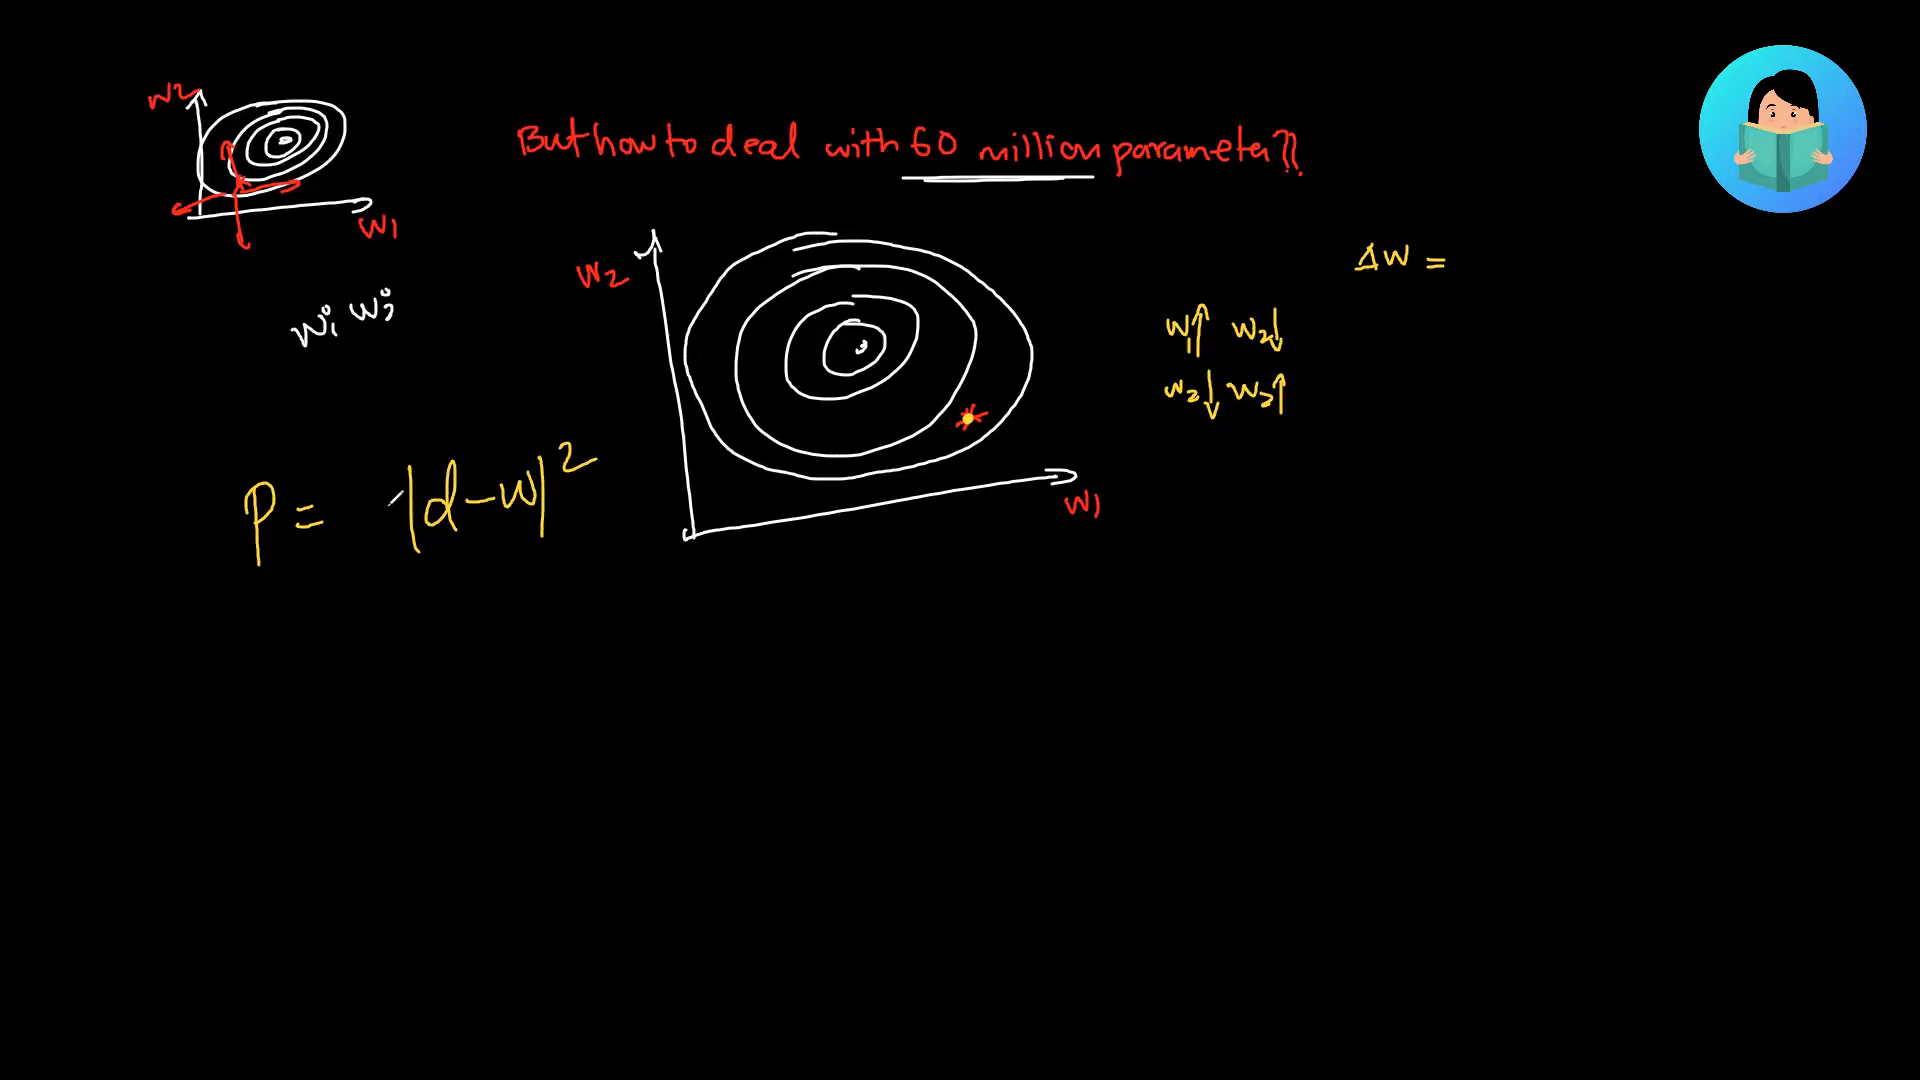 W2
But how to deal with 60 million parameter??
W1
W2
ΔW =
W1° W2°
W1↑ W2↓
W2↓ W2↑
P = |d-w|²
W1